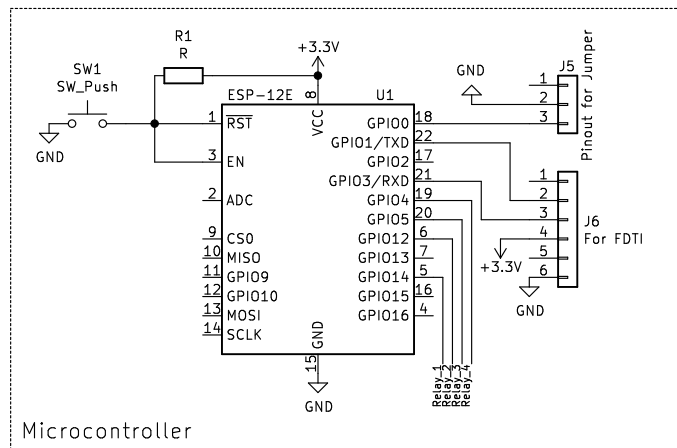 R1
R
+3.3V
SW1
SW_Push
GND
ESP-12E
U1
8
VCC
1
RST
3
EN
2
ADC
9
CS0
10
MISO
11
GPIO9
12
GPIO10
13
MOSI
14
SCLK
GPIO0
18
GPIO1/TXD
22
GPIO2
17
GPIO3/RXD
21
GPIO4
19
GPIO5
20
GPIO12
6
GPIO13
7
GPIO14
5
GPIO15
16
GPIO16
4
GND
15
GND
Relay_1
Relay_2
Relay_3
Relay_4
GND
J5
Pinout for Jumper
1
2
3
1
2
3
4
5
6
J6
For FDTI
+3.3V
GND
Microcontroller